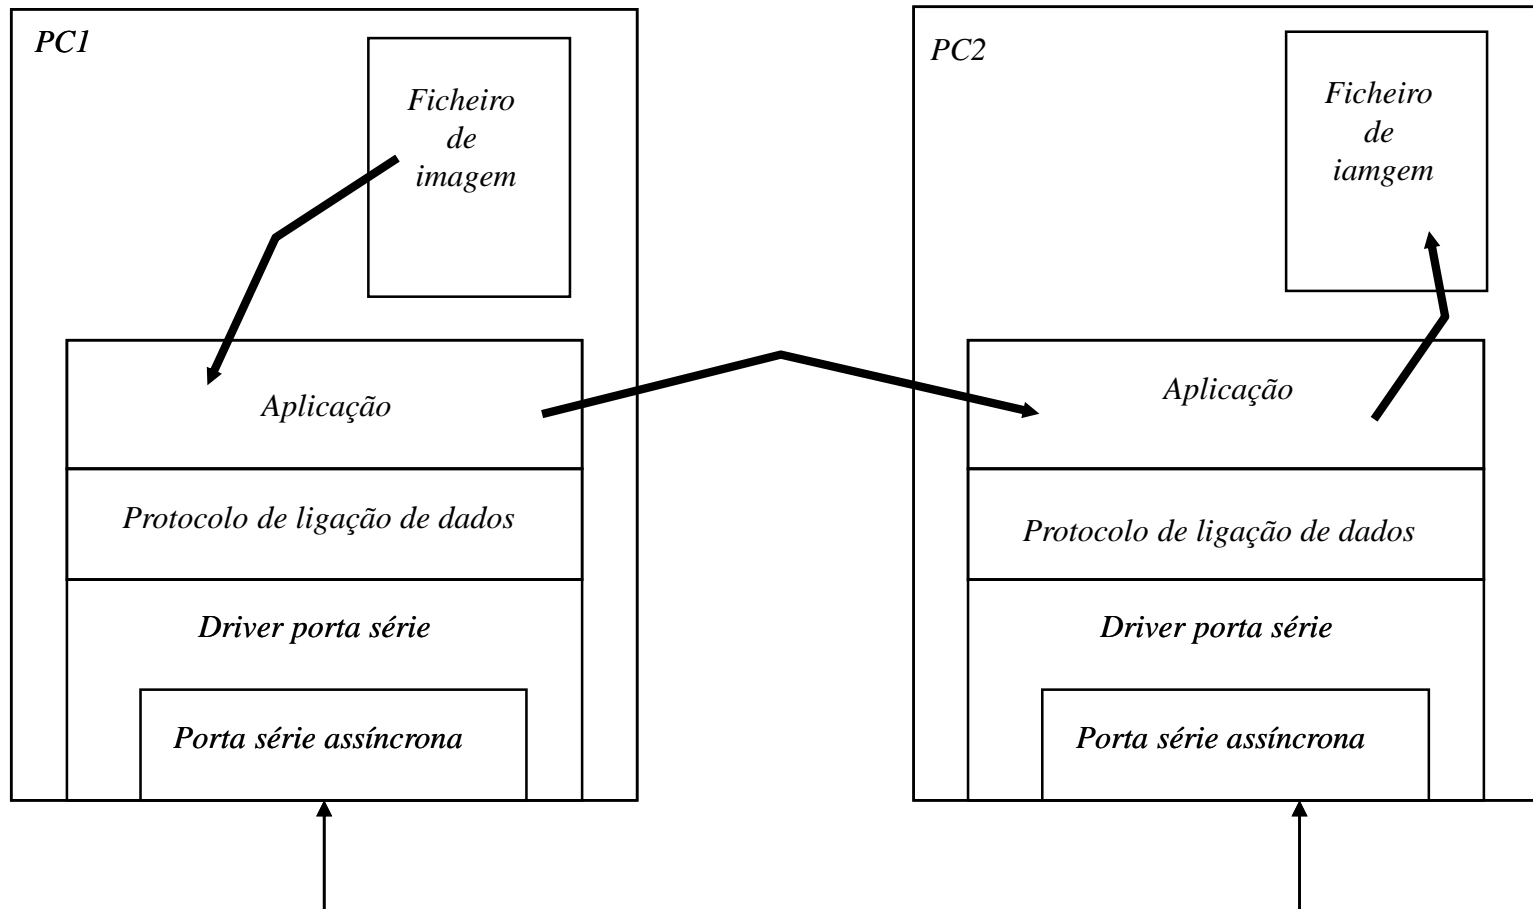 PC1
Ficheiro
de
imagem
Aplicação
Protocolo de ligação de dados
Driver porta série
Porta série assíncrona
PC2
Ficheiro
de
iamgem
Aplicação
Protocolo de ligação de dados
Driver porta série
Porta série assíncrona